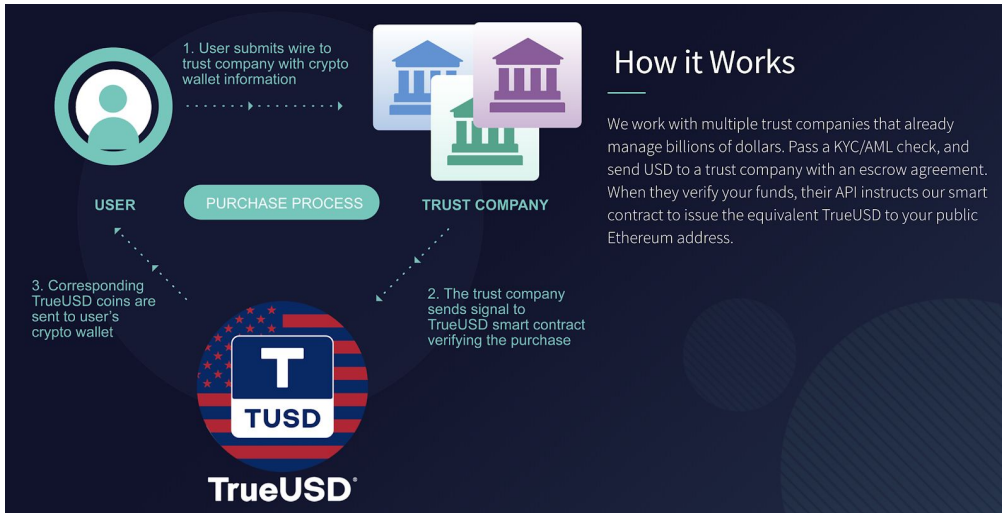 1. User submits wire to
trust company with crypto
wallet information
USER
PURCHASE PROCESS
TRUST COMPANY
3. Corresponding
TrueUSD coins are
sent to user's
crypto wallet
2. The trust company
sends signal to
TrueUSD smart contract
verifying the purchase
T
TUSD
TrueUSD
How it Works
We work with multiple trust companies that already
manage billions of dollars. Pass a KYC/AML check, and
send USD to a trust company with an escrow agreement.
When they verify your funds, their API instructs our smart
contract to issue the equivalent TrueUSD to your public
Ethereum address.